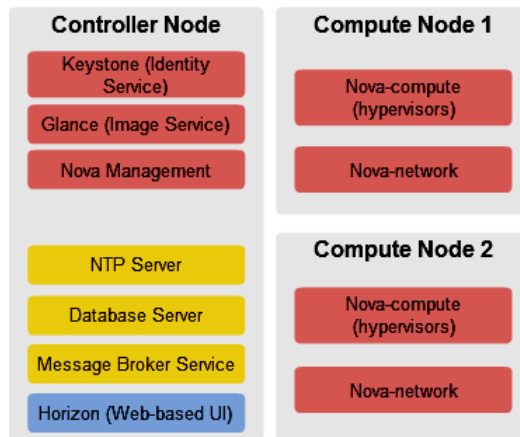 Controller Node
Keystone (Identity
Service)
Glance (Image Service)
Nova Management
NTP Server
Database Server
Message Broker Service
Horizon (Web-based UI)
Compute Node 1
Nova-compute
(hypervisors)
Nova-network
Compute Node 2
Nova-compute
(hypervisors)
Nova-network